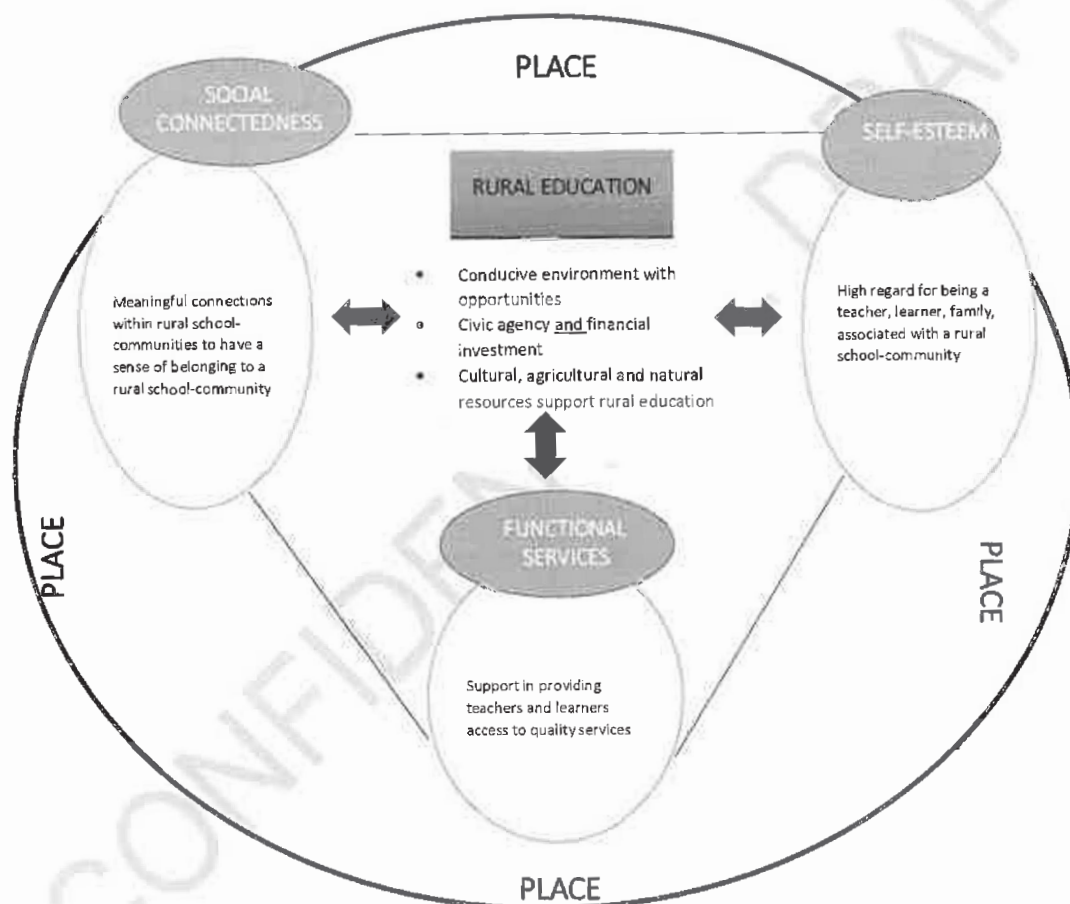 PLACE
SOCIAL
CONNECTEDNESS
SELF-ESTEEM
RURAL EDUCATION
Meaningful connections
within rural school-
communities to have a
sense of belonging to a
rural school-community
• Conducive environment with
opportunities
• Civic agency and financial
investment
• Cultural, agricultural and natural
resources support rural education
High regard for being a
teacher, learner, family,
associated with a rural
school-community
PLACE
PLACE
FUNCTIONAL
SERVICES
Support in providing
teachers and learners
access to quality services
PLACE